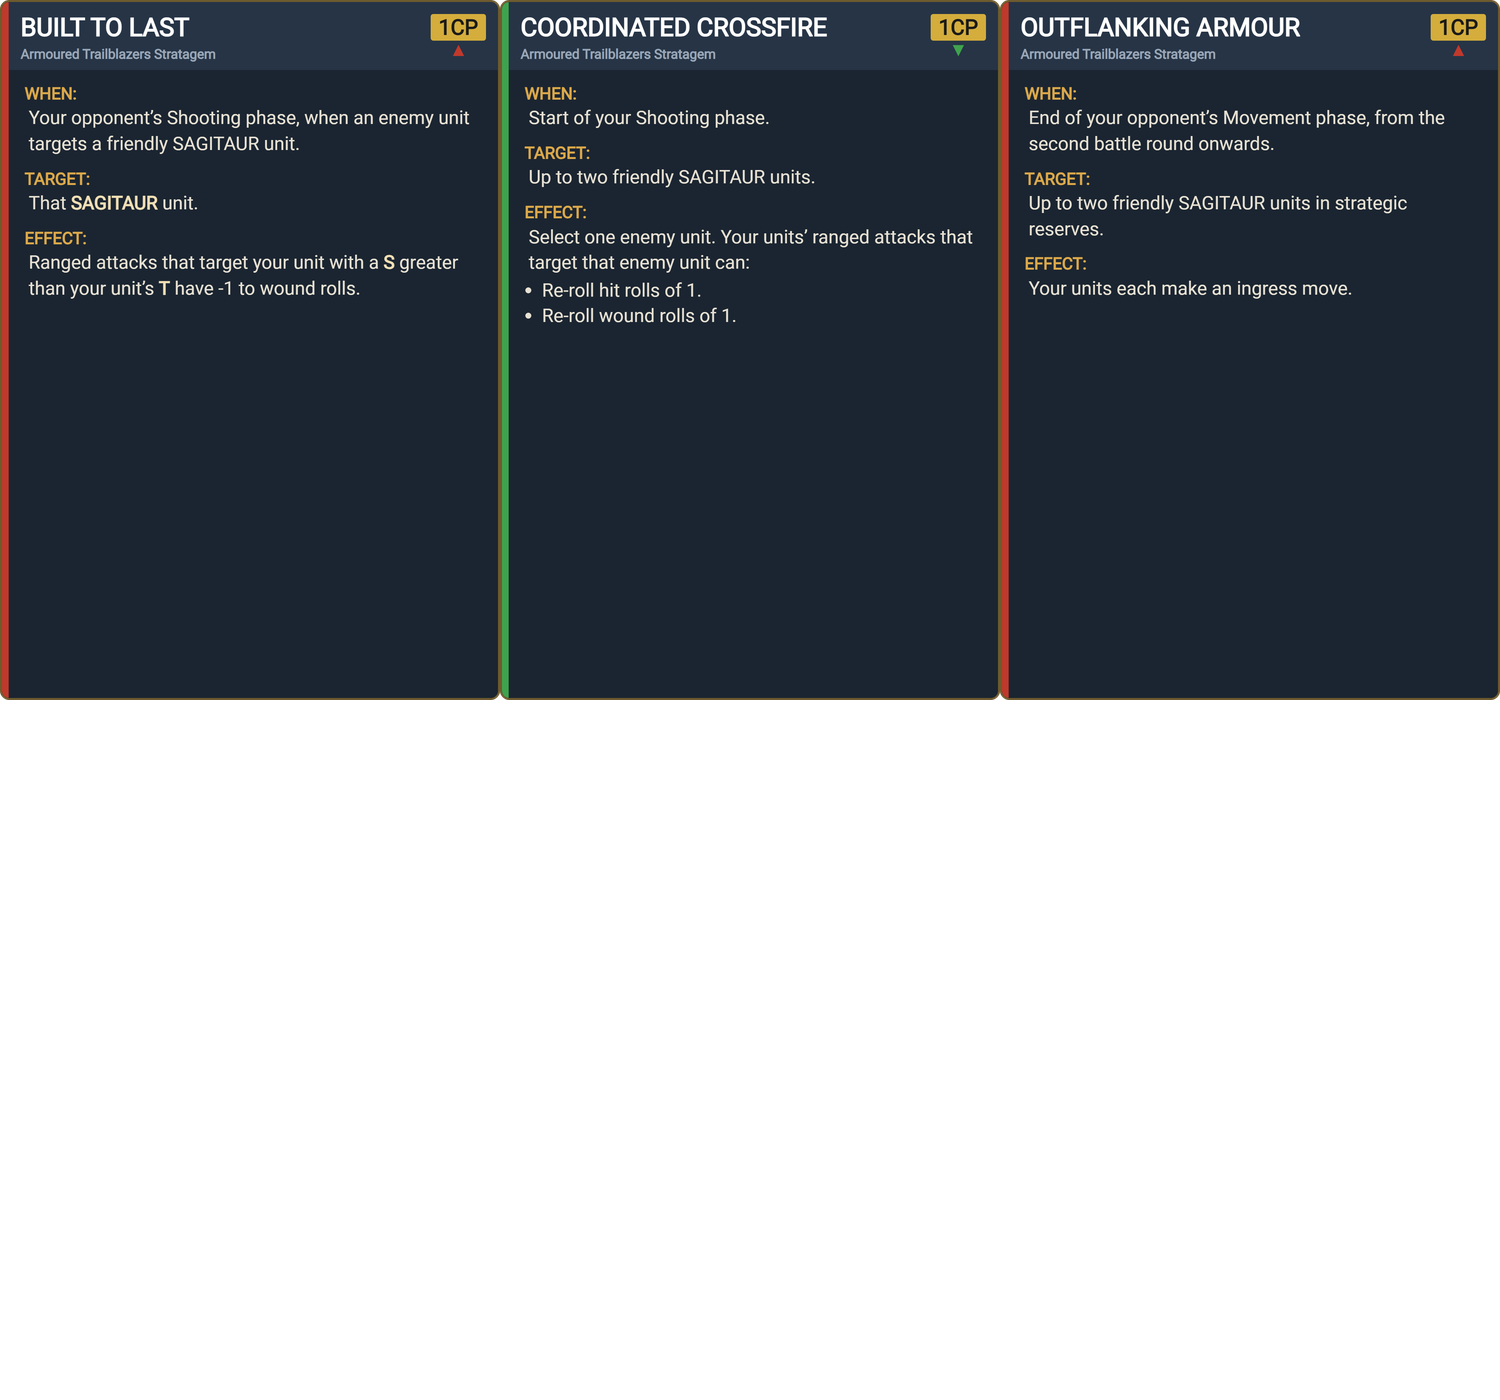 BUILT TO LAST
1CP
Armoured Trailblazers Stratagem
▲
WHEN:
Your opponent’s Shooting phase, when an enemy unit
targets a friendly SAGITAUR unit.
TARGET:
That SAGITAUR unit.
EFFECT:
Ranged attacks that target your unit with a S greater
than your unit’s T have -1 to wound rolls.
COORDINATED CROSSFIRE
1CP
Armoured Trailblazers Stratagem
▼
WHEN:
Start of your Shooting phase.
TARGET:
Up to two friendly SAGITAUR units.
EFFECT:
Select one enemy unit. Your units’ ranged attacks that
target that enemy unit can:
• Re-roll hit rolls of 1.
• Re-roll wound rolls of 1.
OUTFLANKING ARMOUR
1CP
Armoured Trailblazers Stratagem
▲
WHEN:
End of your opponent’s Movement phase, from the
second battle round onwards.
TARGET:
Up to two friendly SAGITAUR units in strategic
reserves.
EFFECT:
Your units each make an ingress move.